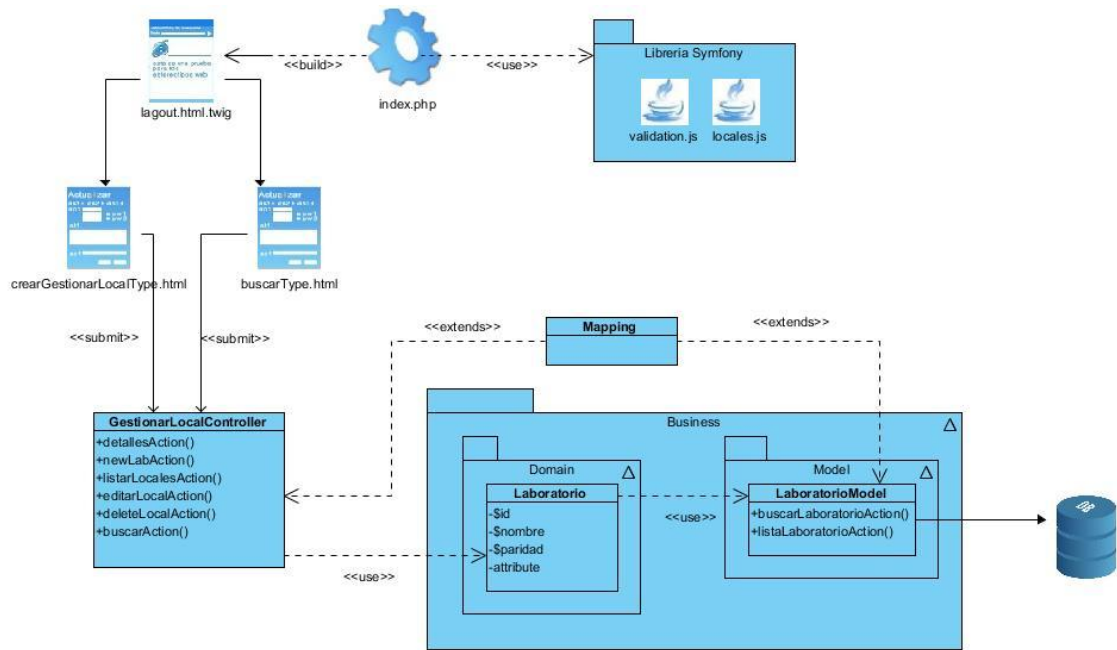 <<build>>
<<use>>
index.php
lagout.html.twig
Librería Symfony
validation.js
locales.js
crearGestionarLocalType.html
buscarType.html
<<submit>>
<<submit>>
<<extends>>
Mapping
<<extends>>
GestionarLocalController
+detallesAction()
+newLabAction()
+listarLocalesAction()
+editarLocalAction()
+deleteLocalAction()
+buscarAction()
<<use>>
Business
Domain
Laboratorio
-$id
-$nombre
-$paridad
-attribute
<<use>>
Model
LaboratorioModel
+buscarLaboratorioAction()
+listaLaboratorioAction()